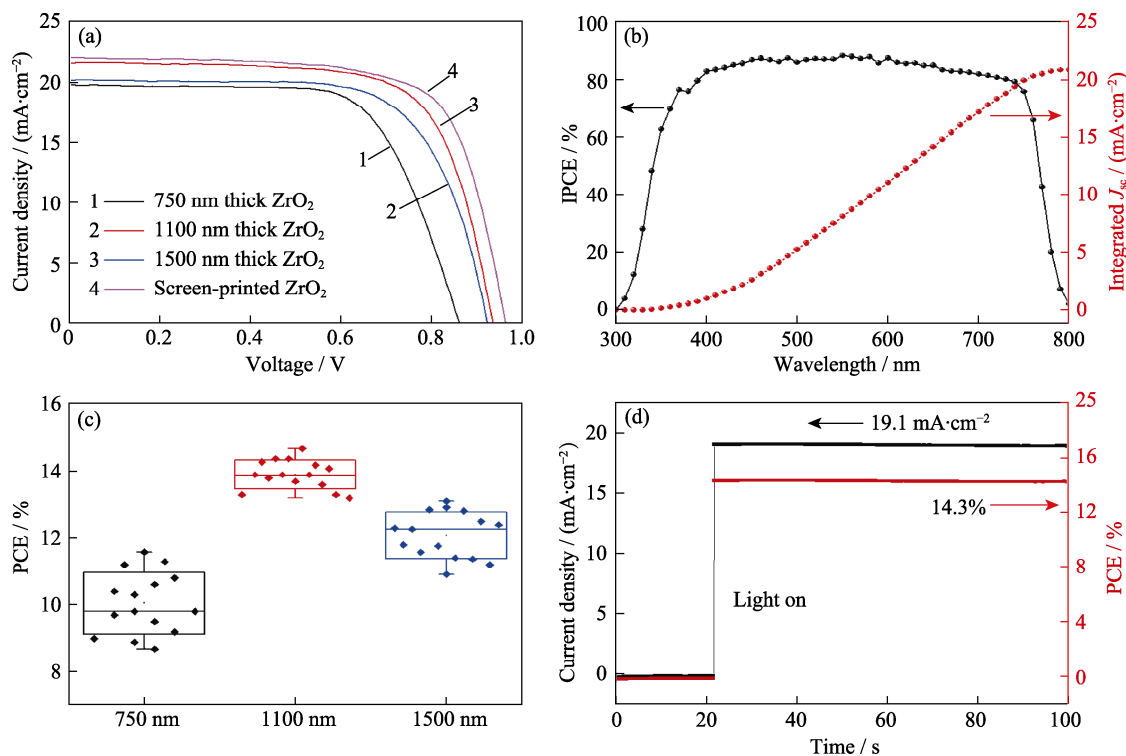 (a)
25
20
15
10
5
0
Current density / (mA·cm⁻²)
4
3
1
2
1 750 nm thick ZrO₂
2 1100 nm thick ZrO₂
3 1500 nm thick ZrO₂
4 Screen-printed ZrO₂
0 0.2 0.4 0.6 0.8 1.0
Voltage / V
(b)
100
80
60
40
20
0
IPCE / %
25
20
15
10
5
0
Integrated Jsc / (mA·cm⁻²)
300 400 500 600 700 800
Wavelength / nm
(c)
16
14
12
10
8
PCE / %
750 nm 1100 nm 1500 nm
(d)
20
15
10
5
0
Current density / (mA·cm⁻²)
19.1 mA·cm⁻²
14.3%
Light on
25
16
12
8
4
0
PCE / %
0 20 40 60 80 100
Time / s